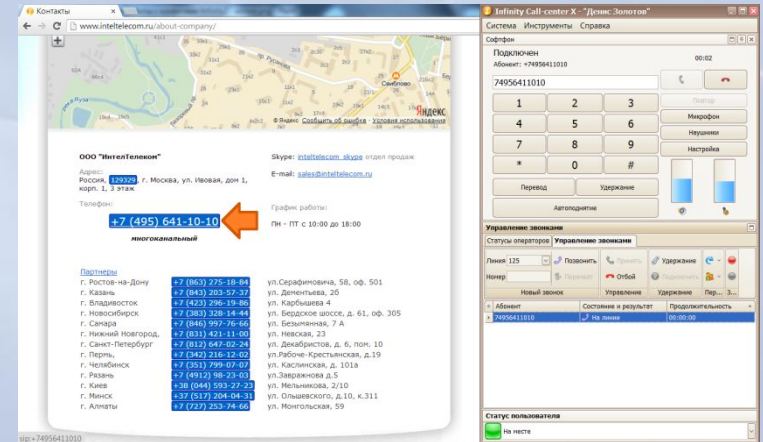 Контакты
www.inteltelecom.ru/about-company/
Свиблово
Яндекс
© Яндекс Сообщить об ошибке · Условия использования
ООО "ИнтелТелеком"
Адрес:
Россия, 129329, г. Москва, ул. Ивовая, дом 1,
корп. 1, 3 этаж
Телефон:
+7 (495) 641-10-10
многоканальный
Skype: inteltelecom_skype отдел продаж
E-mail: sales@inteltelecom.ru
График работы:
ПН - ПТ с 10:00 до 18:00
Партнеры
г. Ростов-на-Дону +7 (863) 275-18-84 ул.Серафимовича, 58, оф. 501
г. Казань +7 (843) 203-57-37 ул. Дементьева, 2б
г. Владивосток +7 (423) 296-19-86 ул. Карбышева 4
г. Новосибирск +7 (383) 328-14-44 ул. Бердское шоссе, д. 61, оф. 305
г. Самара +7 (846) 997-76-66 ул. Безымянная, 7 А
г. Нижний Новгород, +7 (831) 421-11-00 ул. Невская, 23
г. Санкт-Петербург +7 (812) 647-02-24 ул. Декабристов, д. 6, пом. 10
г. Пермь, +7 (342) 216-12-02 ул.Рабоче-Крестьянская, д.19
г. Челябинск +7 (351) 799-07-07 ул. Каслинская, д. 101а
г. Рязань +7 (4912) 98-23-03 ул.Завражнова д.5
г. Киев +38 (044) 593-27-23 ул. Мельникова, 2/10
г. Минск +37 (517) 204-04-31 ул. Ольшевского, д.10, к.311
г. Алматы +7 (727) 253-74-66 ул. Монгольская, 59
sip:+74956411010
Infinity Call-center X - "Денис Золотов"
Система Инструменты Справка
Софтфон
Подключен
Абонент: +74956411010
00:02
74956411010
1 2 3
4 5 6
7 8 9
* 0 #
Повтор
Микрофон
Наушники
Настройка
Перевод Удержание
Автоподнятие
Управление звонками
Статусы операторов Управление звонками
Линия 125 Позвонить Принять Удержание
Номер Перехват Отбой Подключить
Новый звонок Управление Удержание Пер... З...
Абонент Состояние и результат Продолжительность
74956411010 На линии 00:00:00
Статус пользователя
На месте